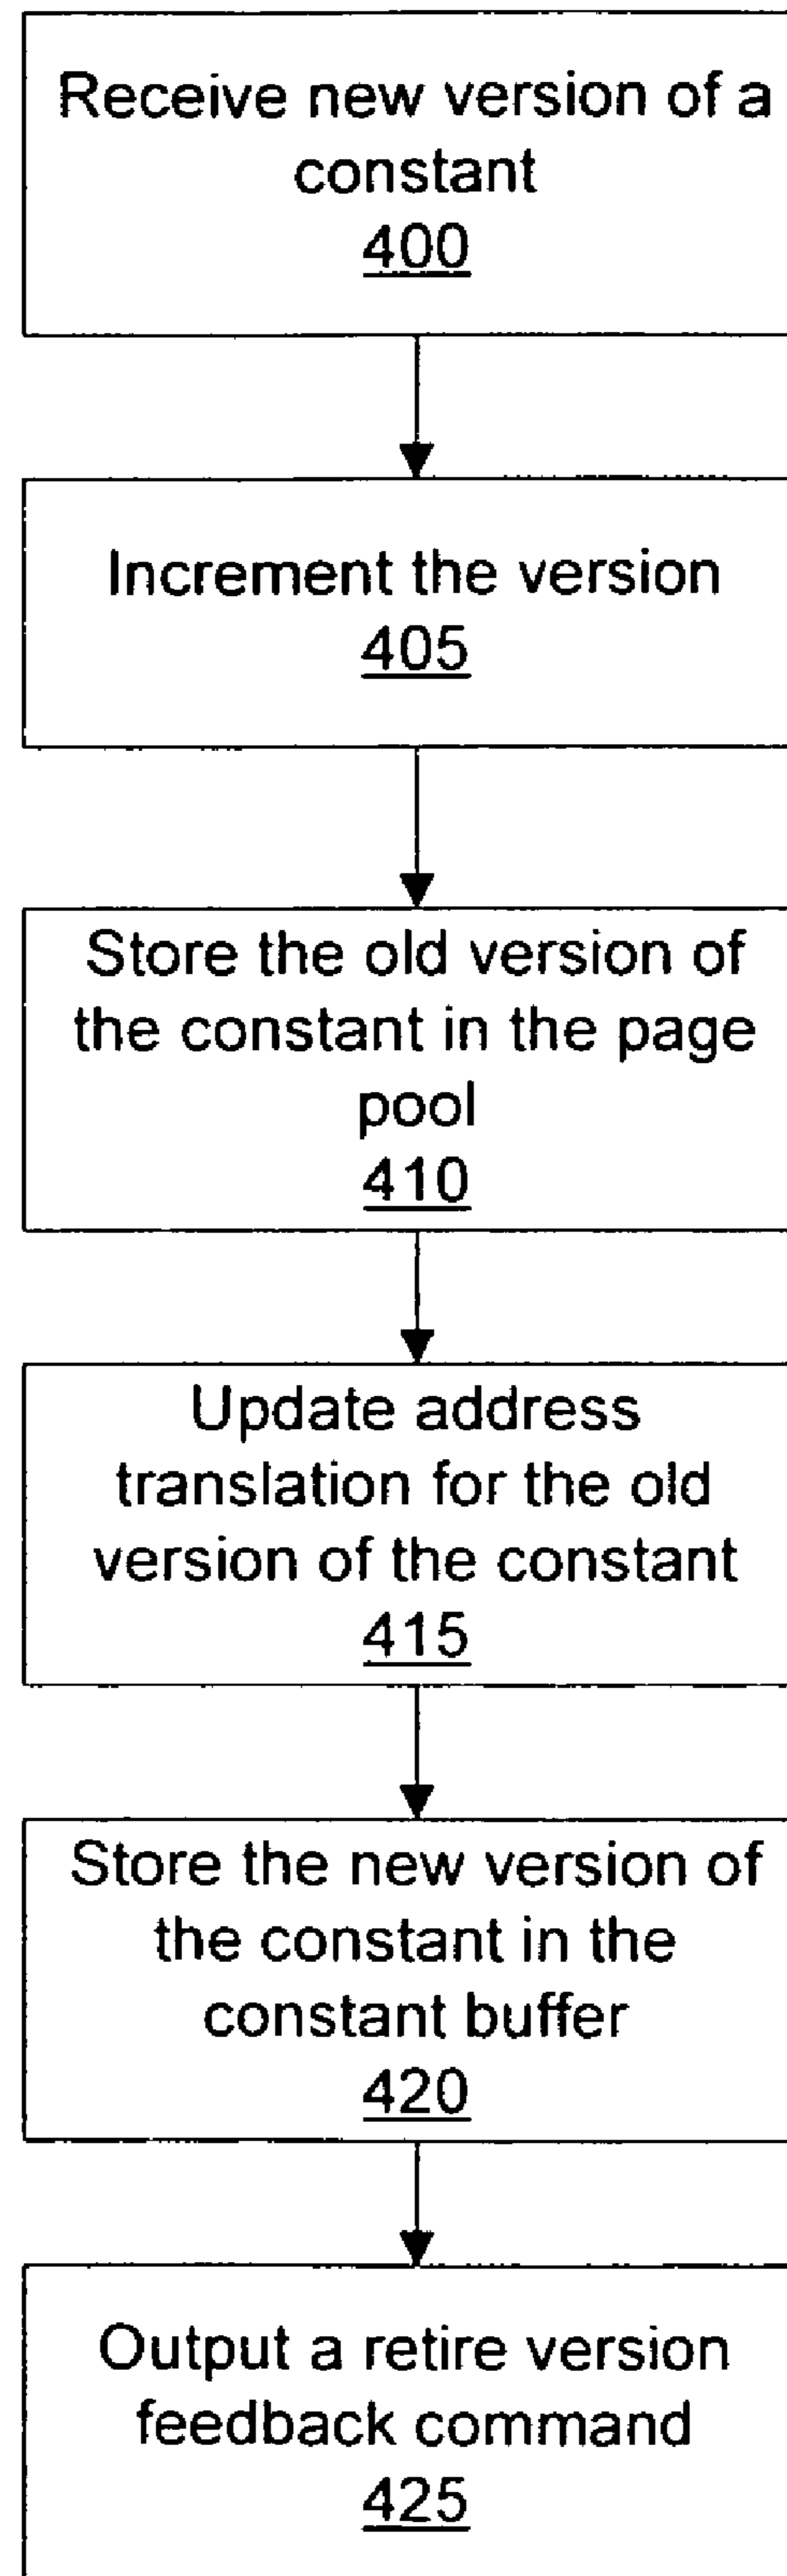 Receive new version of a
constant
400
Increment the version
405
Store the old version of
the constant in the page
pool
410
Update address
translation for the old
version of the constant
415
Store the new version of
the constant in the
constant buffer
420
Output a retire version
feedback command
425